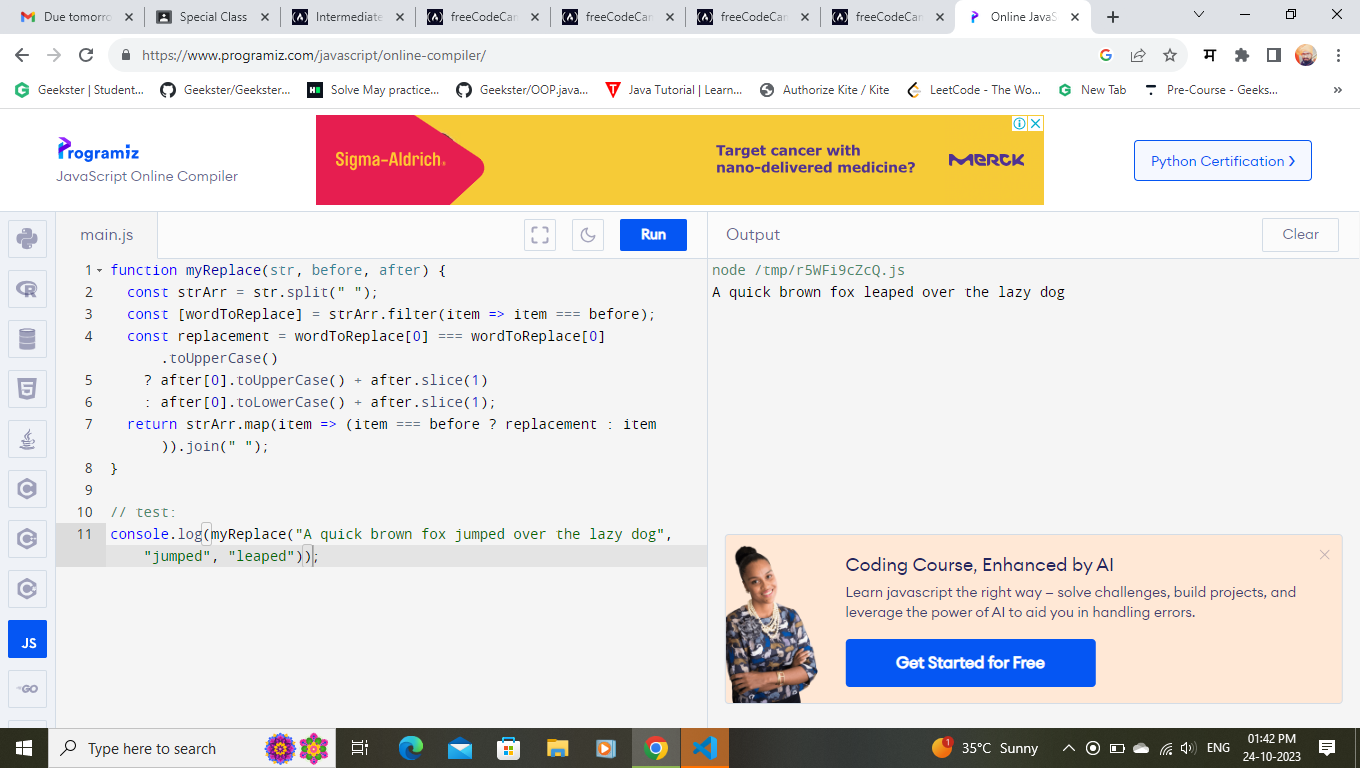 Due tomorro
Special Class
Intermediate
freeCodeCar
freeCodeCar
freeCodeCar
freeCodeCar
Online JavaS
https://www.programiz.com/javascript/online-compiler/
म
Geekster | Student...
Geekster/Geekster...
Solve May practice...
Geekster/OOP.java...
Java Tutorial | Learn...
Authorize Kite / Kite
LeetCode - The Wo...
New Tab
Pre-Course - Geeks...
»
Programiz
JavaScript Online Compiler
Sigma-Aldrich.
Target cancer with
nano-delivered medicine?
MERCK
Python Certification ❯
main.js
Run
Output
Clear
1 function myReplace(str, before, after) {
2 const strArr = str.split(" ");
3 const [wordToReplace] = strArr.filter(item => item === before);
4 const replacement = wordToReplace[0] === wordToReplace[0]
.toUpperCase()
5 ? after[0].toUpperCase() + after.slice(1)
6 : after[0].toLowerCase() + after.slice(1);
7 return strArr.map(item => (item === before ? replacement : item
)).join(" ");
8 }
9
10 // test:
11 console.log(myReplace("A quick brown fox jumped over the lazy dog",
"jumped", "leaped"));
node /tmp/r5WFi9cZcQ.js
A quick brown fox leaped over the lazy dog
JS
GO
Coding Course, Enhanced by AI
Learn javascript the right way – solve challenges, build projects, and
leverage the power of AI to aid you in handling errors.
Get Started for Free
Type here to search
1
35°C Sunny
ENG
01:42 PM
24-10-2023